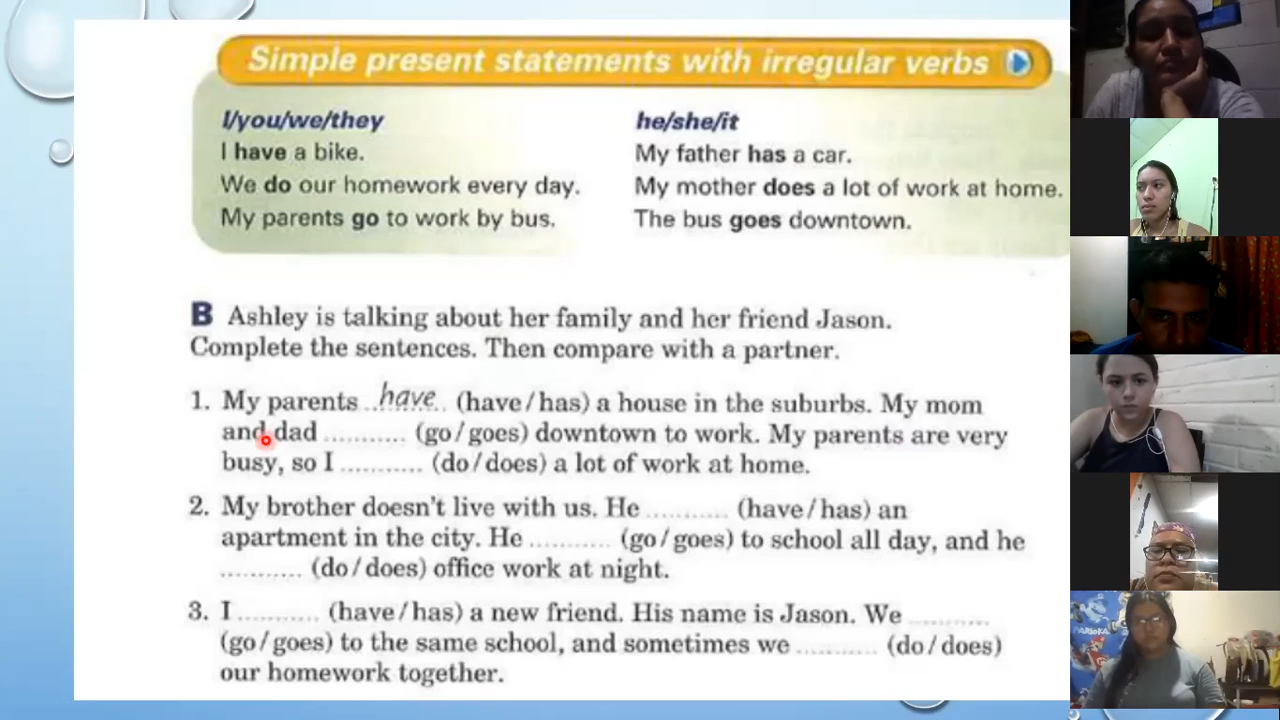 Simple present statements with irregular verbs
I/you/we/they
I have a bike.
We do our homework every day.
My parents go to work by bus.
he/she/it
My father has a car.
My mother does a lot of work at home.
The bus goes downtown.
B Ashley is talking about her family and her friend Jason.
Complete the sentences. Then compare with a partner.
1. My parents ..have.. (have/has) a house in the suburbs. My mom
and dad ........... (go/goes) downtown to work. My parents are very
busy, so I ........... (do/does) a lot of work at home.
2. My brother doesn't live with us. He ........... (have/has) an
apartment in the city. He ........... (go/goes) to school all day, and he
........... (do/does) office work at night.
3. I ........... (have/has) a new friend. His name is Jason. We ...........
(go/goes) to the same school, and sometimes we ........... (do/does)
our homework together.